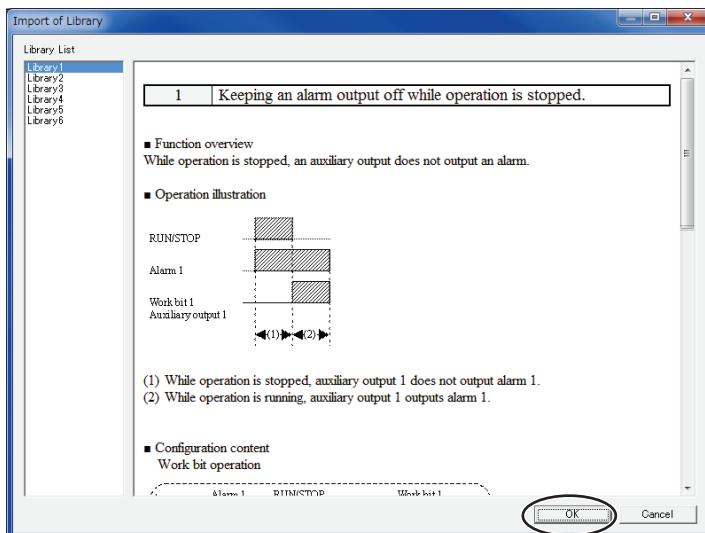 Import of Library
Library List
Library1
Library2
Library3
Library4
Library5
Library6
1 Keeping an alarm output off while operation is stopped.
■ Function overview
While operation is stopped, an auxiliary output does not output an alarm.
■ Operation illustration
RUN/STOP
Alarm 1
Work bit 1
Auxiliary output 1
(1) (2)
(1) While operation is stopped, auxiliary output 1 does not output alarm 1.
(2) While operation is running, auxiliary output 1 outputs alarm 1.
■ Configuration content
Work bit operation
Alarm 1 RUN/STOP Work bit 1
OK Cancel